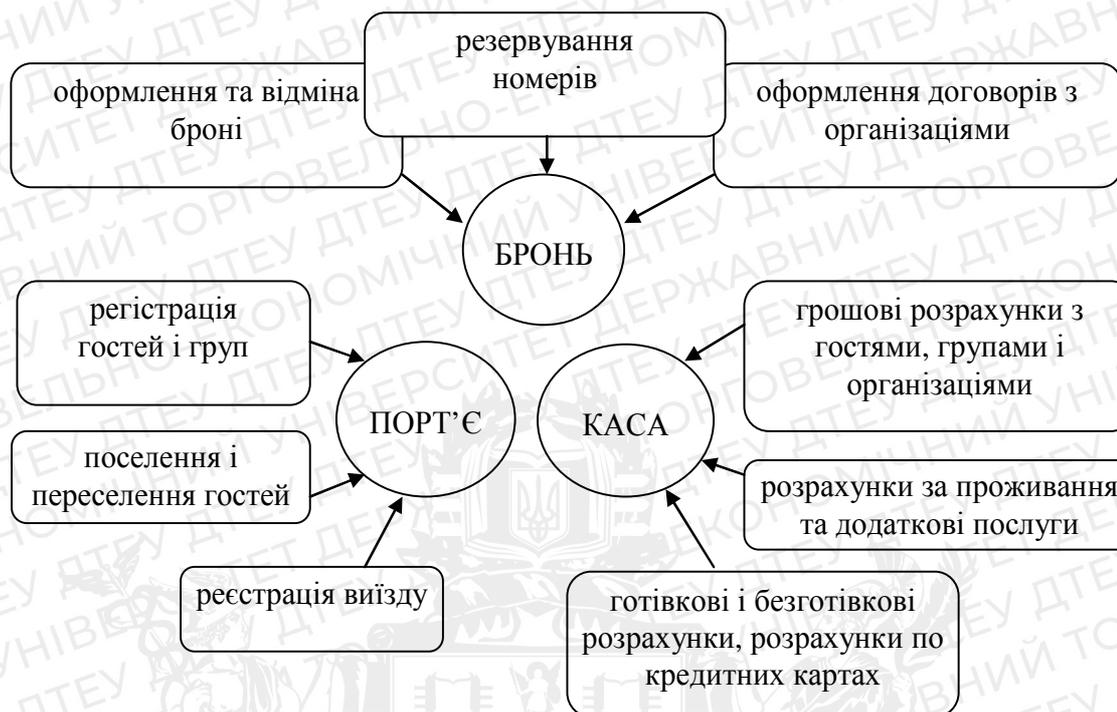 резервування
номерів
оформлення та відміна
броні
оформлення договорів з
організаціями
БРОНЬ
регістрація
гостей і груп
грошові розрахунки з
гостями, групами і
організаціями
ПОРТ’Є
КАСА
поселення і
переселення гостей
розрахунки за проживання
та додаткові послуги
реєстрація виїзду
готівкові і безготівкові
розрахунки, розрахунки по
кредитних картах